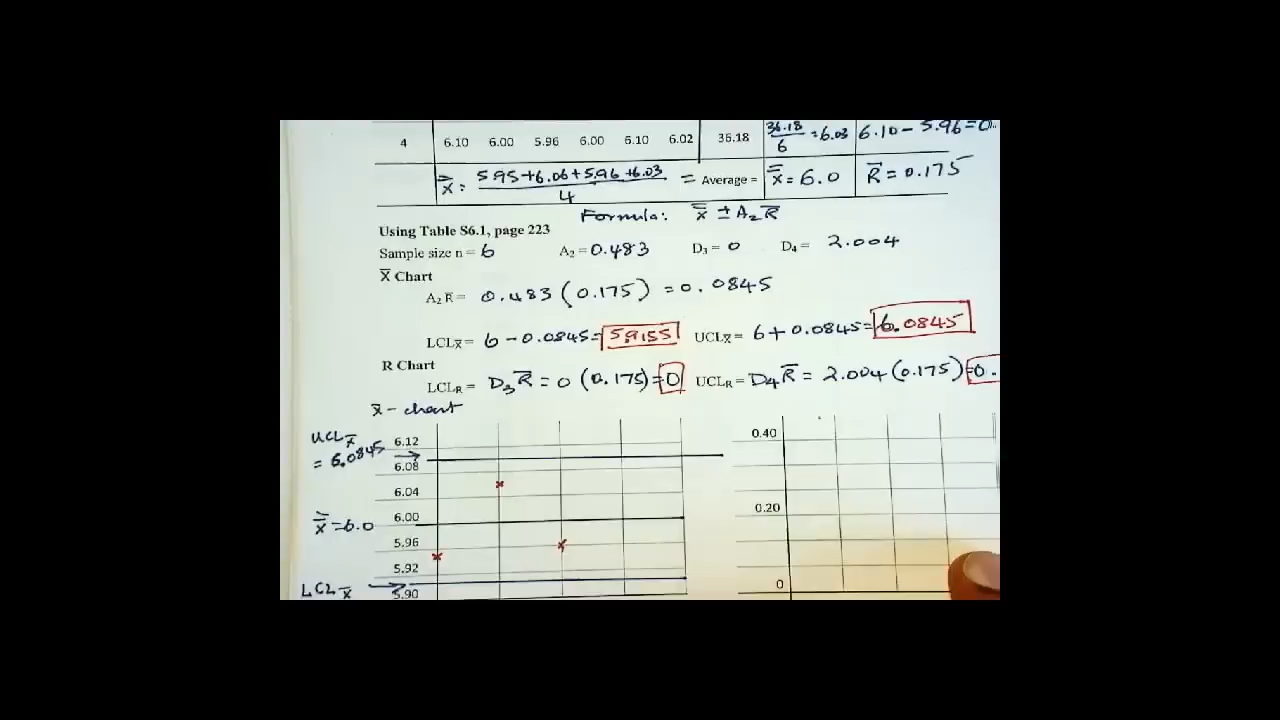 4 6.10 6.00 5.96 6.00 6.10 6.02 36.18 36.18/6 = 6.03 6.10 - 5.96 = 0
x̿ = 5.95+6.06+5.96+6.03 / 4 = Average = x̿ = 6.0 R̅ = 0.175
Formula: x̿ ± A₂R̅
Using Table S6.1, page 223
Sample size n = 6 A₂ = 0.483 D₃ = 0 D₄ = 2.004
X̅ Chart
A₂R̅ = 0.483 (0.175) = 0.0845
LCLx̅ = 6 - 0.0845 = 5.9155 UCLx̅ = 6 + 0.0845 = 6.0845
R Chart
LCLR = D₃R̅ = 0 (0.175) = 0 UCLR = D₄R̅ = 2.004 (0.175) = 0.
x̅ - chart
UCLx̅ = 6.0845
6.12
6.08
6.04
6.00
x̿ = 6.0
5.96
5.92
LCLx̅
5.90
0.40
0.20
0